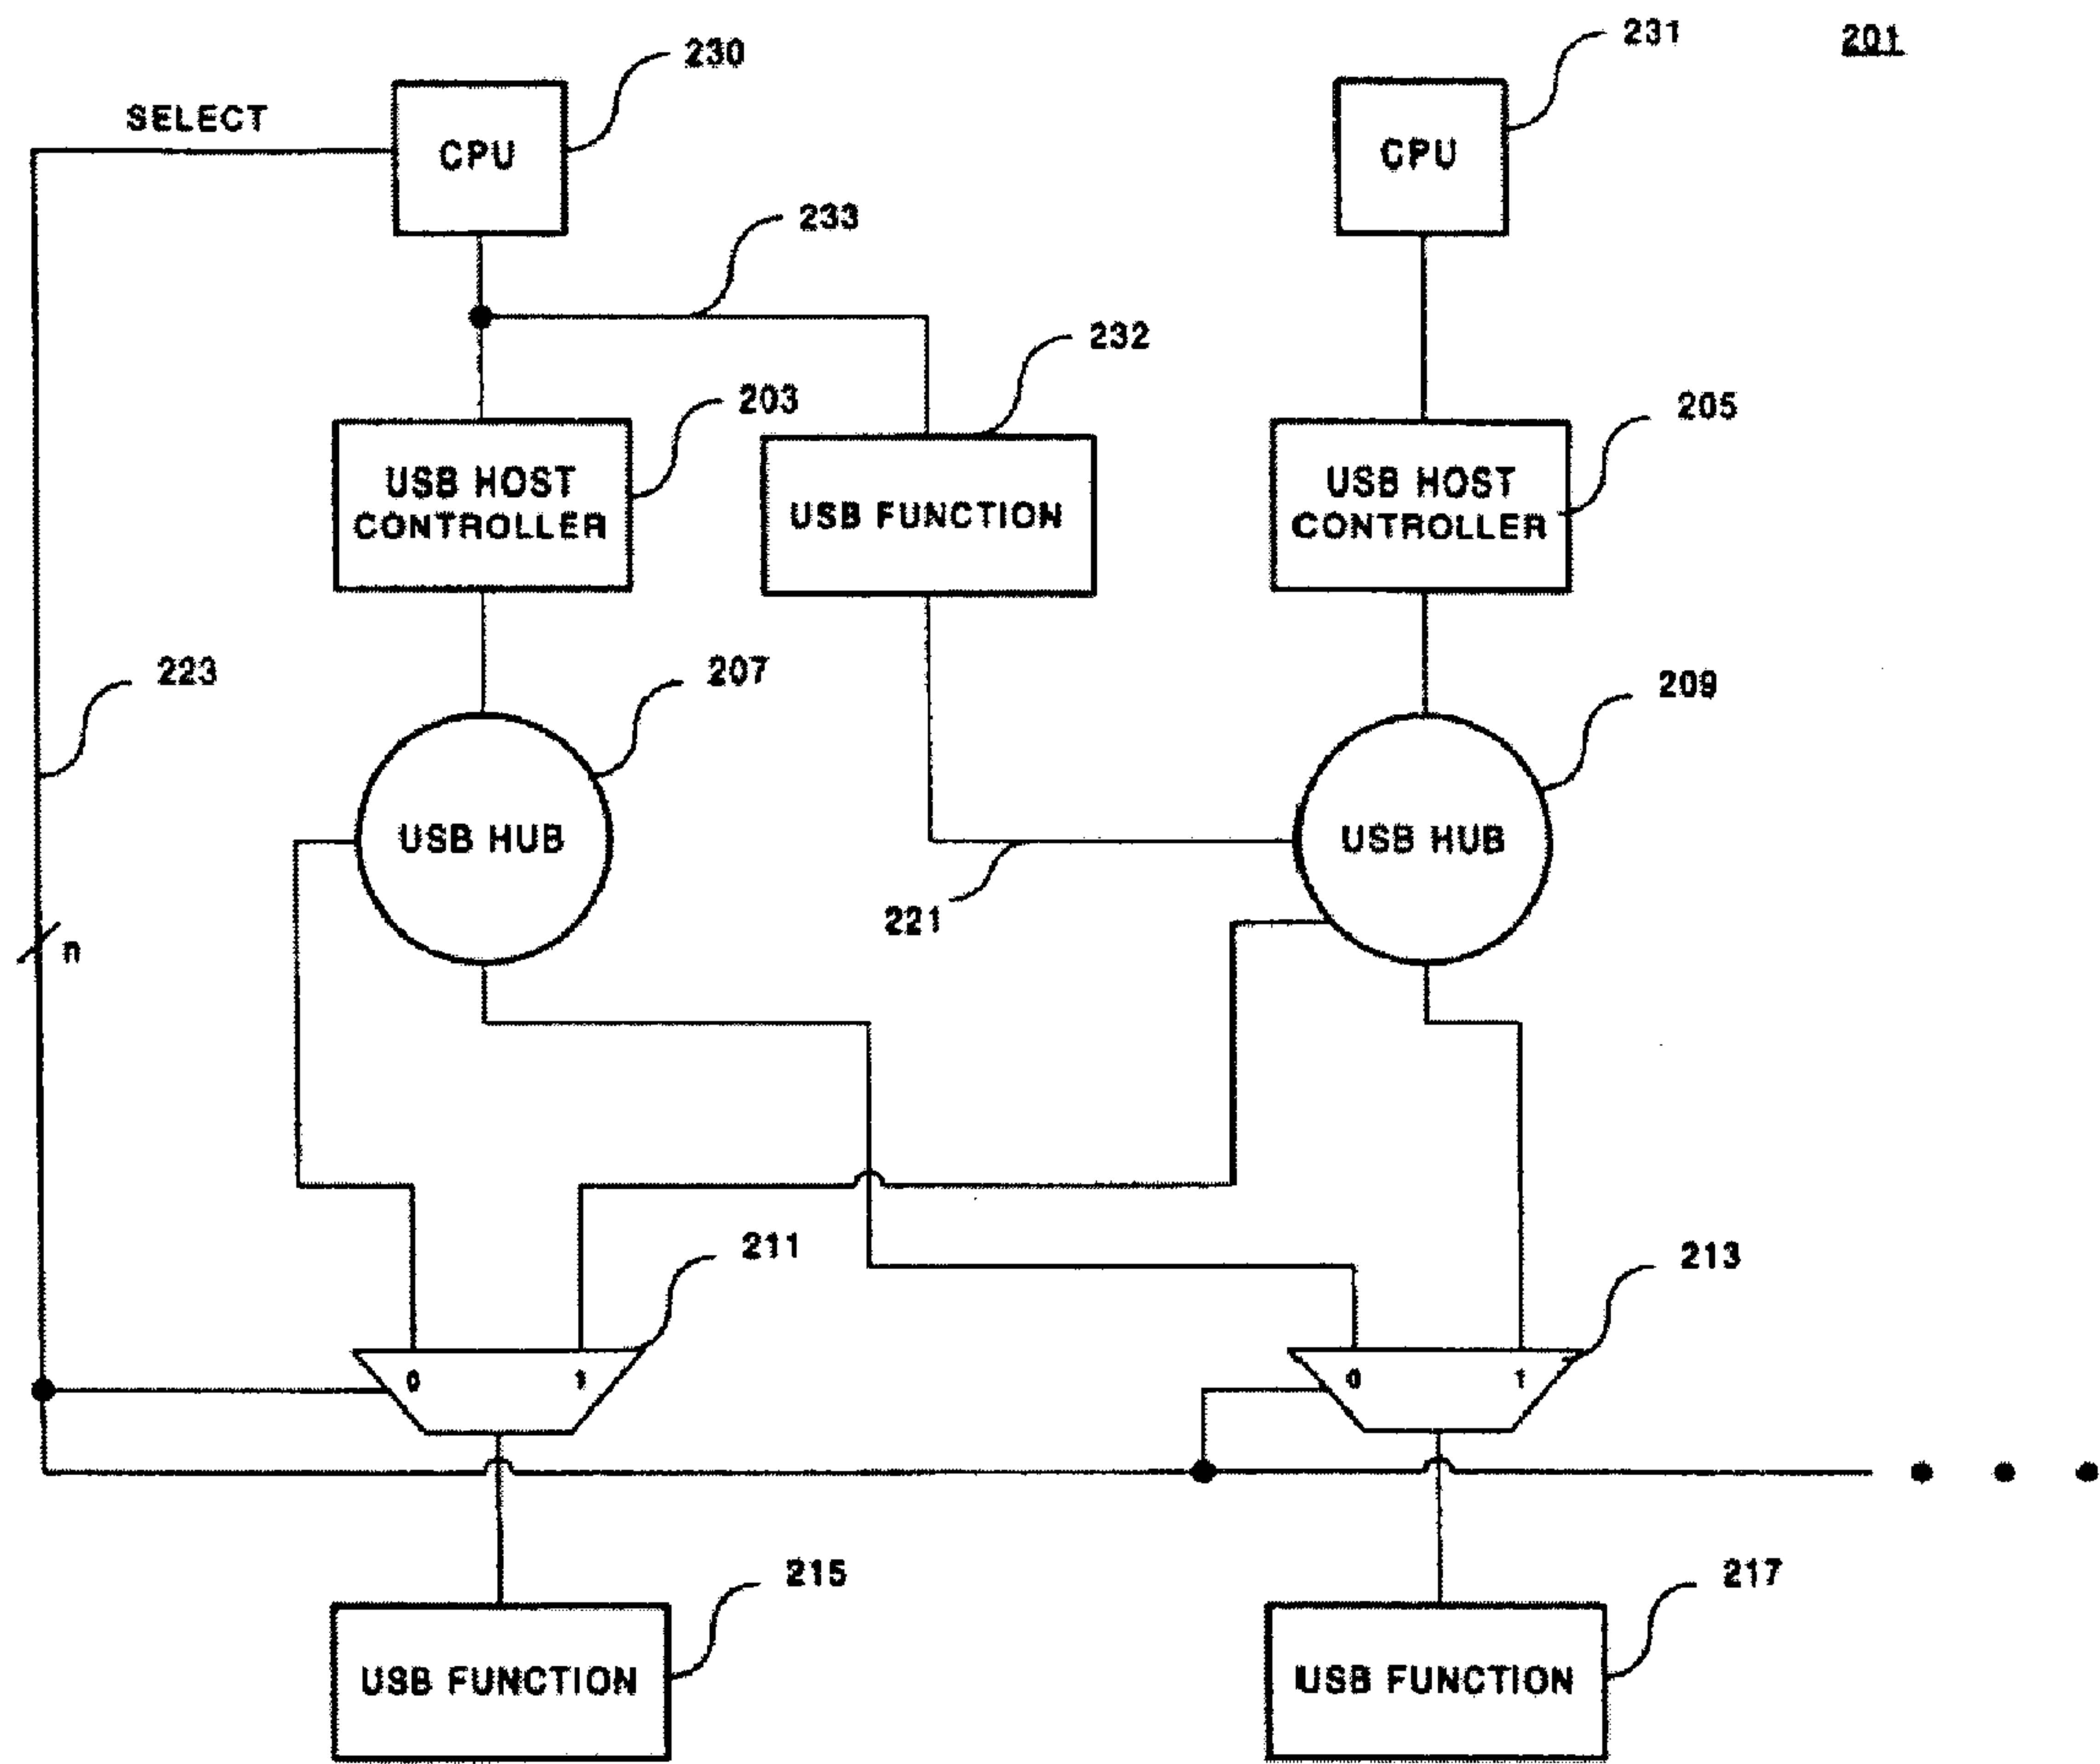 230
231
201
SELECT
CPU
CPU
233
232
203
205
USB HOST
CONTROLLER
USB FUNCTION
USB HOST
CONTROLLER
223
207
209
USB HUB
USB HUB
221
n
211
213
0
1
0
1
215
217
USB FUNCTION
USB FUNCTION